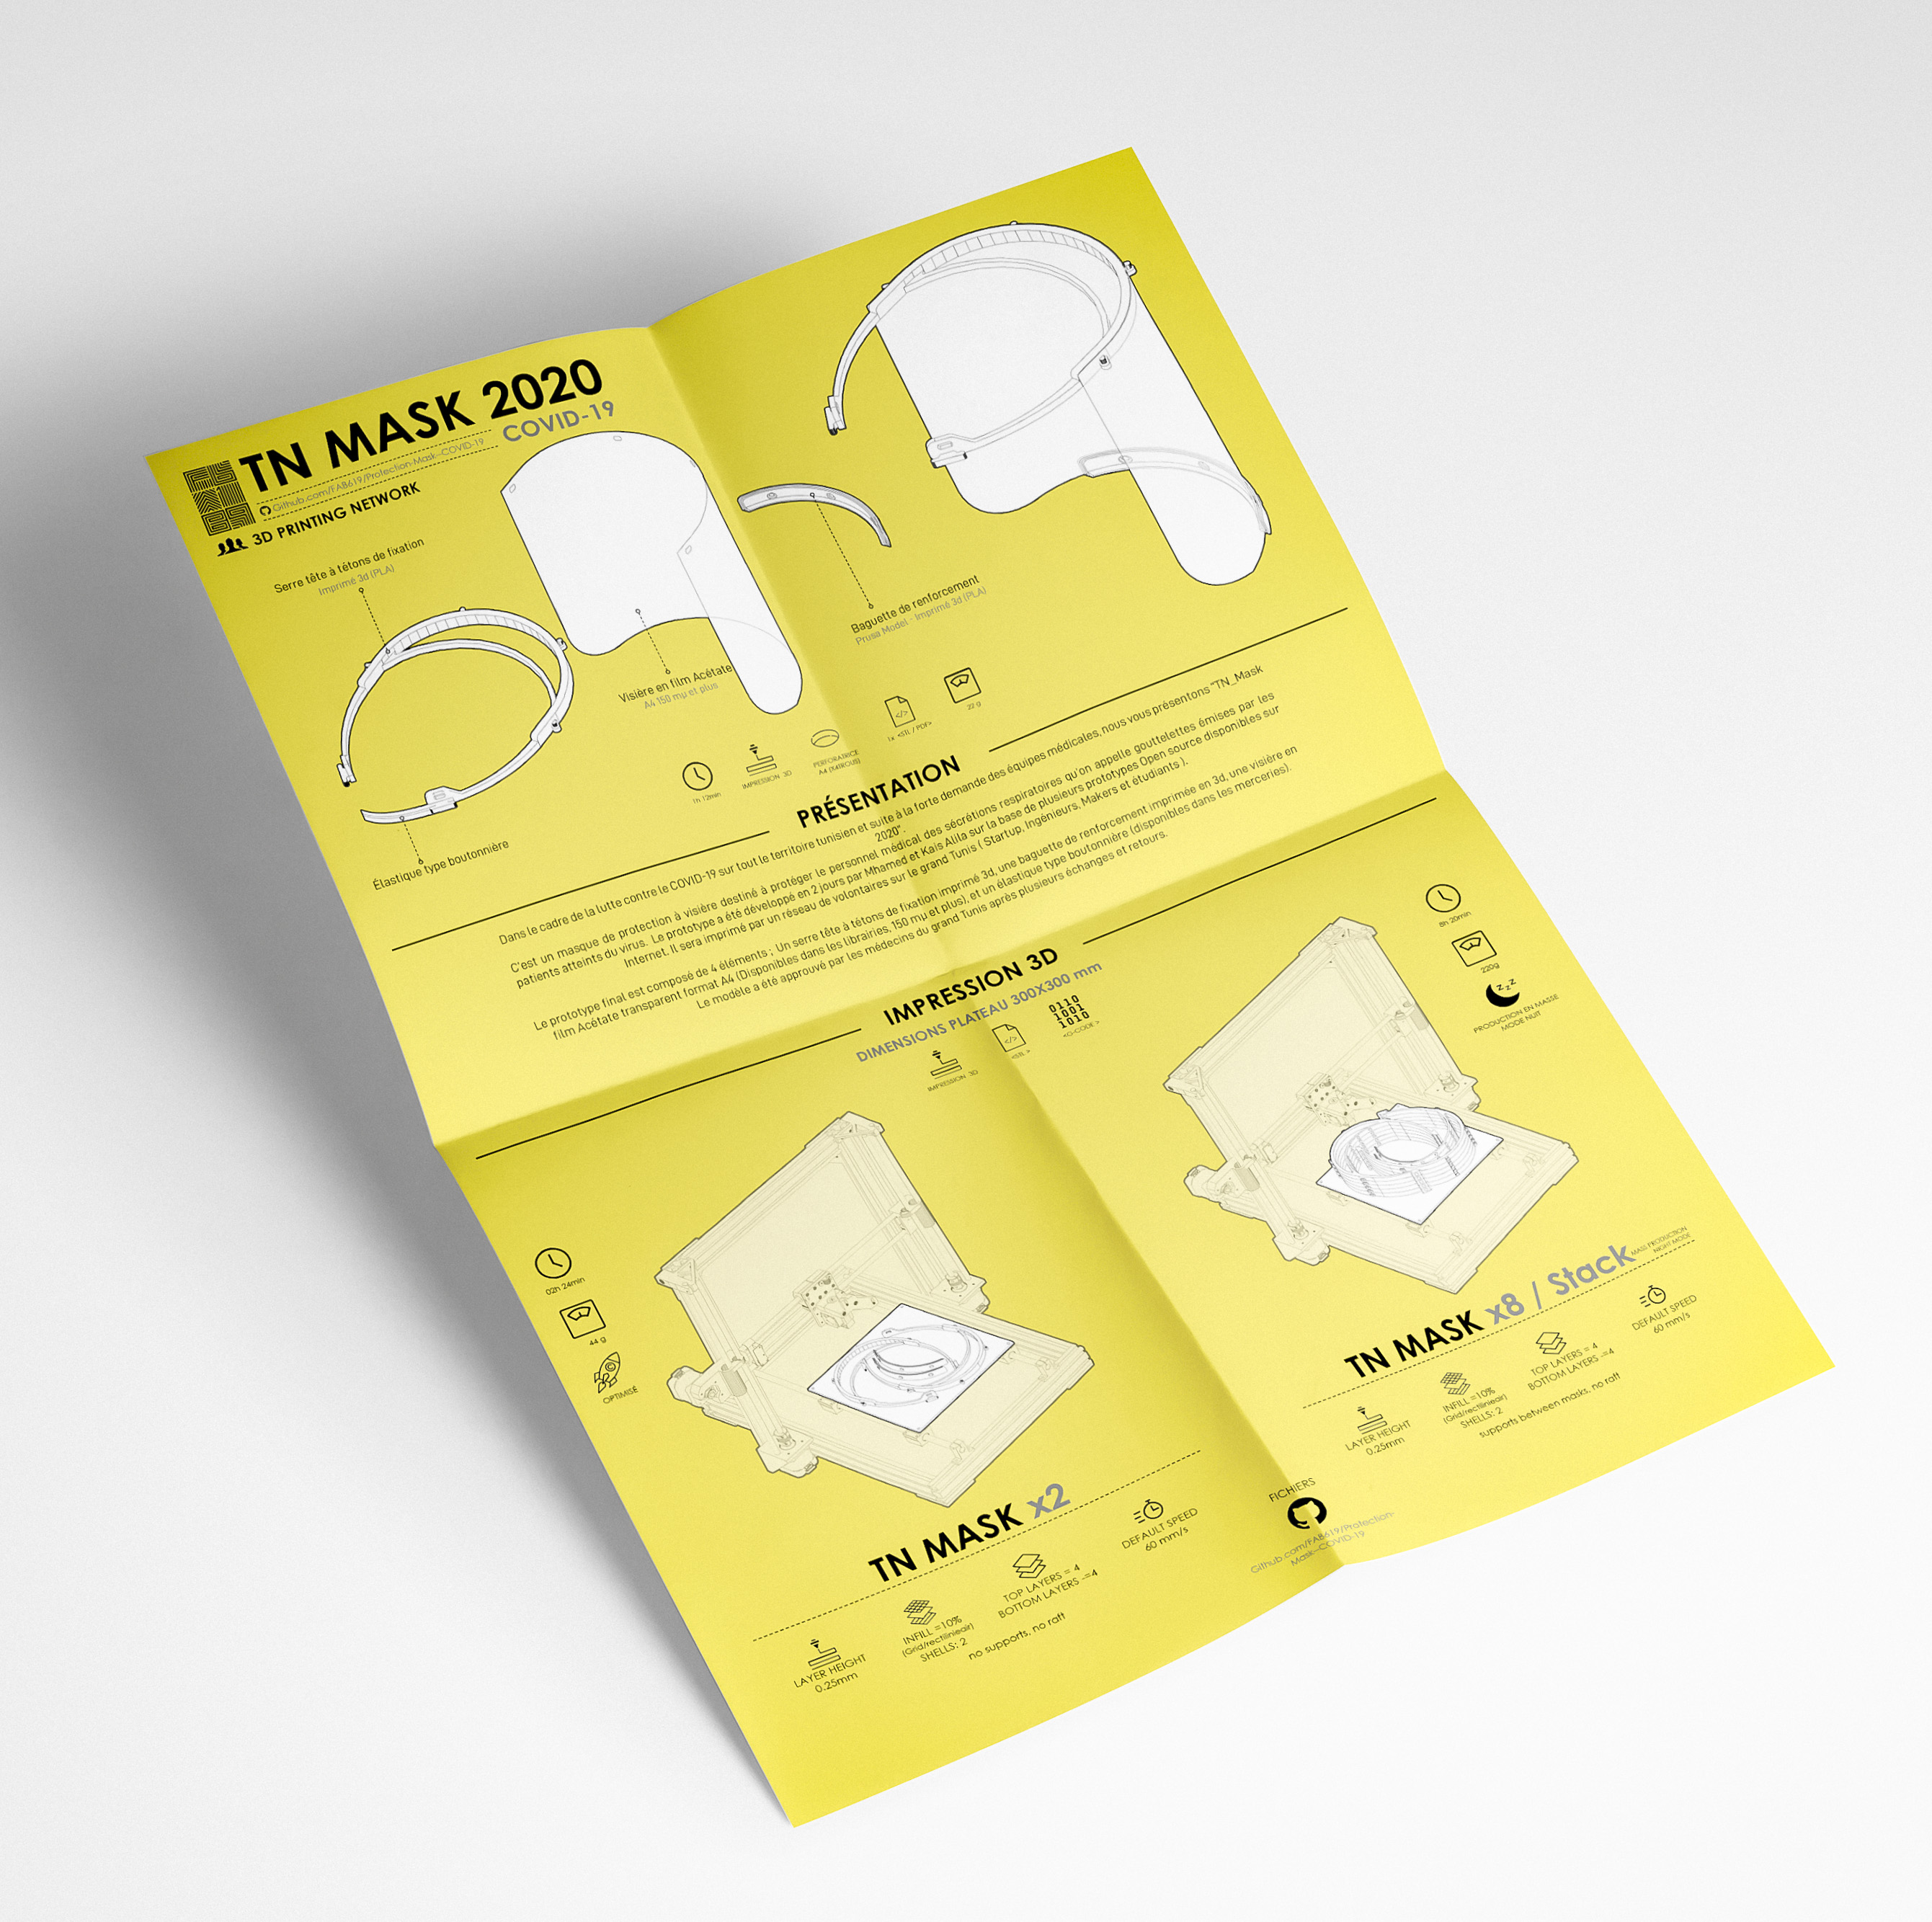 TN MASK 2020
COVID-19
Github.com/FAB619/Protection-Mask--COVID-19
3D PRINTING NETWORK
Serre tête à tétons de fixation
Imprimé 3d (PLA)
Visière en film Acétate
A4 150 mµ et plus
Élastique type boutonnière
Baguette de renforcement
Prusa Model - Imprimé 3d (PLA)
1h 12min
IMPRESSION 3D
PERFORATRICE
A4 (X4TROUS)
1x <STL / PDF>
22 g
PRÉSENTATION
Dans le cadre de la lutte contre le COVID-19 sur tout le territoire tunisien et suite à la forte demande des équipes médicales, nous vous présentons "TN_Mask
2020".
C'est un masque de protection à visière destiné à protéger le personnel médical des sécrétions respiratoires qu'on appelle gouttelettes émises par les
patients atteints du virus. Le prototype a été développé en 2 jours par Mhamed et Kais Alila sur la base de plusieurs prototypes Open source disponibles sur
Internet. Il sera imprimé par un réseau de volontaires sur le grand Tunis ( Startup, Ingénieurs, Makers et étudiants ).
Le prototype final est composé de 4 éléments ; Un serre tête à tétons de fixation imprimé 3d, une baguette de renforcement imprimée en 3d, une visière en
film Acétate transparent format A4 (Disponibles dans les librairies, 150 mµ et plus), et un élastique type boutonnière (disponibles dans les merceries).
Le modèle a été approuvé par les médecins du grand Tunis après plusieurs échanges et retours.
IMPRESSION 3D
DIMENSIONS PLATEAU 300X300 mm
IMPRESSION 3D
<STL >
0110
1001
1010
<G-CODE >
02h 24min
44 g
OPTIMISÉ
TN MASK x2
LAYER HEIGHT
0.25mm
INFILL =10%
(Grid/rectilinieair)
SHELLS: 2
TOP LAYERS = 4
BOTTOM LAYERS -=4
no supports, no raft
DEFAULT SPEED
60 mm/s
8h 20min
220g
zzZ
PRODUCTION EN MASSE
MODE NUIT
TN MASK x8 / Stack
MASS PRODUCTION
NIGHT MODE
LAYER HEIGHT
0.25mm
INFILL =10%
(Grid/rectilinieair)
SHELLS: 2
TOP LAYERS = 4
BOTTOM LAYERS -=4
supports between masks, no raft
DEFAULT SPEED
60 mm/s
FICHIERS
Github.com/FAB619/Protection-
Mask--COVID-19